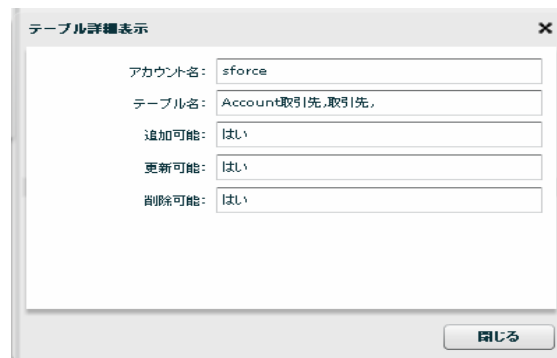 テーブル詳細表示
アカウント名: sforce
テーブル名: Account取引先,取引先,
追加可能: はい
更新可能: はい
削除可能: はい
閉じる